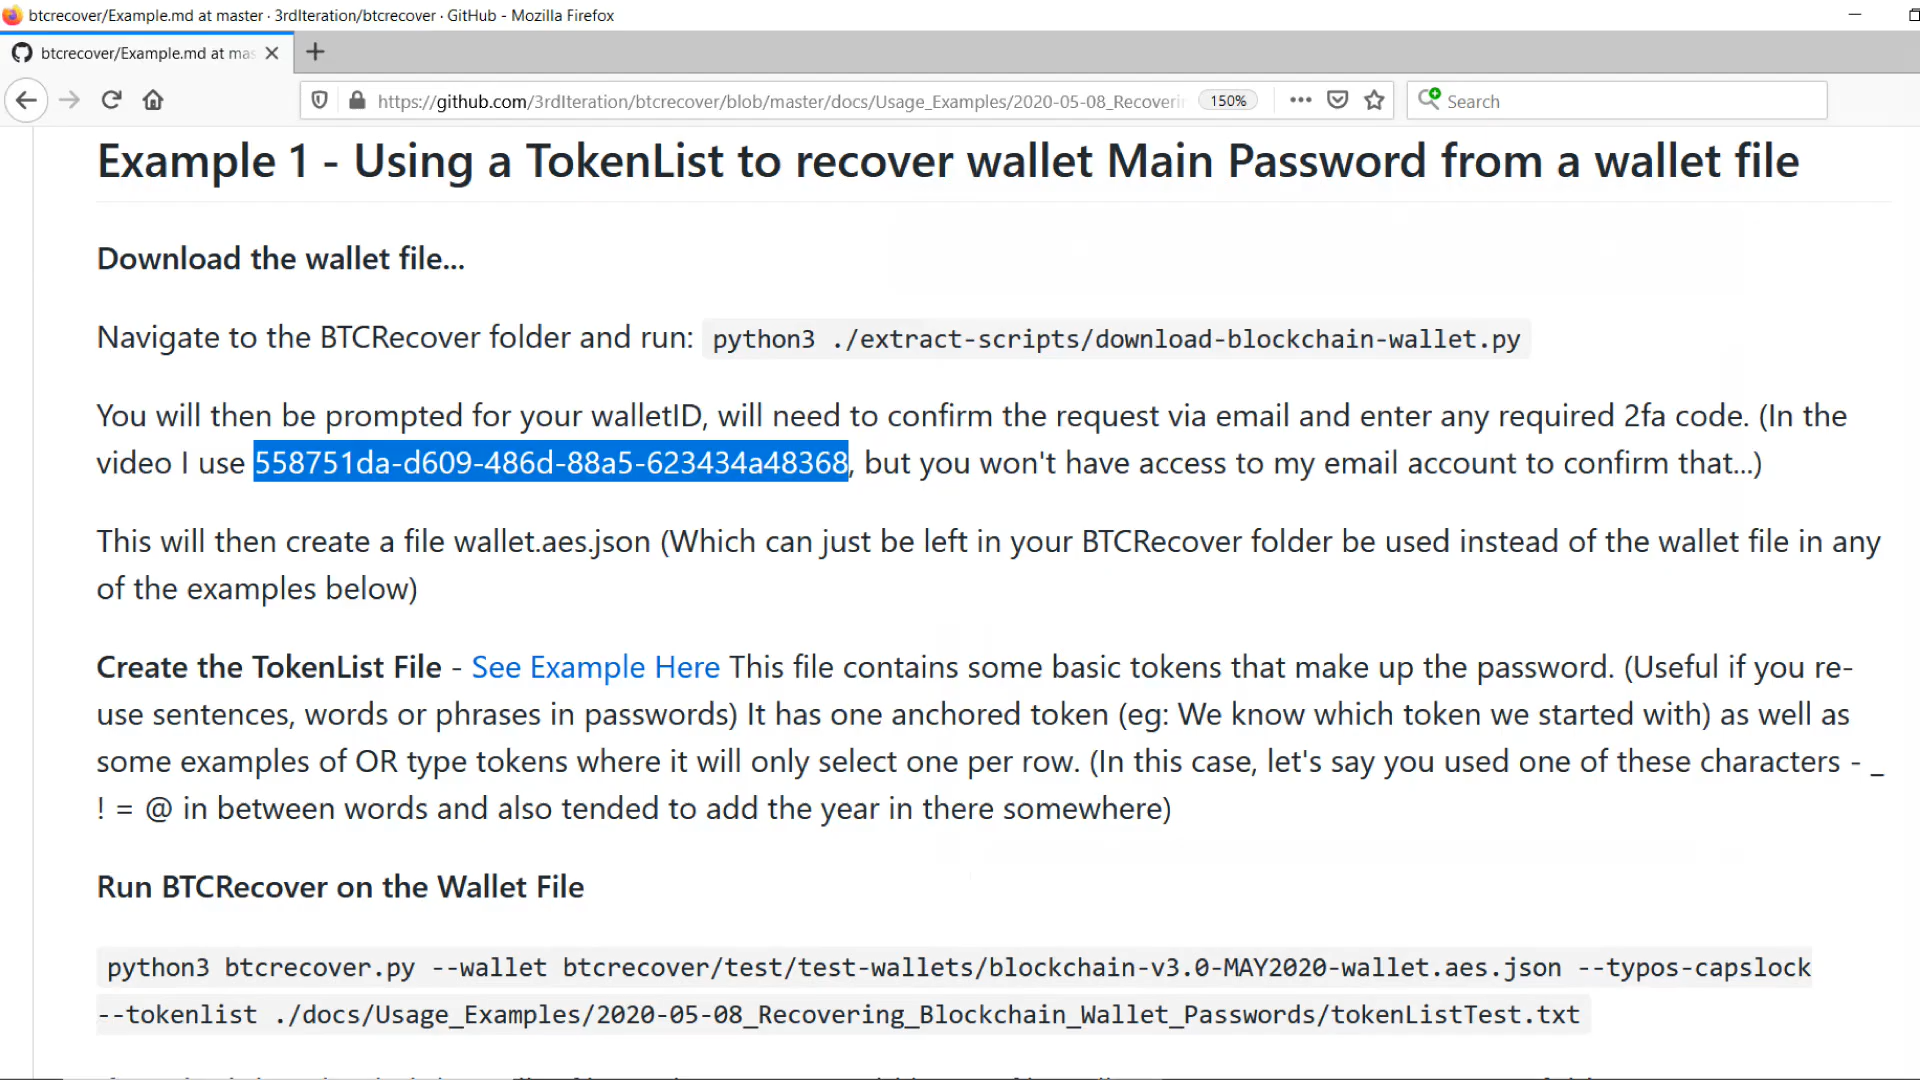 btcrecover/Example.md at master · 3rdIteration/btcrecover · GitHub - Mozilla Firefox
btcrecover/Example.md at mas
https://github.com/3rdIteration/btcrecover/blob/master/docs/Usage_Examples/2020-05-08_Recoveri 150% Search
Example 1 - Using a TokenList to recover wallet Main Password from a wallet file
Download the wallet file...
Navigate to the BTCRecover folder and run: python3 ./extract-scripts/download-blockchain-wallet.py
You will then be prompted for your walletID, will need to confirm the request via email and enter any required 2fa code. (In the
video I use 558751da-d609-486d-88a5-623434a48368, but you won't have access to my email account to confirm that...)
This will then create a file wallet.aes.json (Which can just be left in your BTCRecover folder be used instead of the wallet file in any
of the examples below)
Create the TokenList File - See Example Here This file contains some basic tokens that make up the password. (Useful if you re-
use sentences, words or phrases in passwords) It has one anchored token (eg: We know which token we started with) as well as
some examples of OR type tokens where it will only select one per row. (In this case, let's say you used one of these characters - _
! = @ in between words and also tended to add the year in there somewhere)
Run BTCRecover on the Wallet File
python3 btcrecover.py --wallet btcrecover/test/test-wallets/blockchain-v3.0-MAY2020-wallet.aes.json --typos-capslock
--tokenlist ./docs/Usage_Examples/2020-05-08_Recovering_Blockchain_Wallet_Passwords/tokenListTest.txt